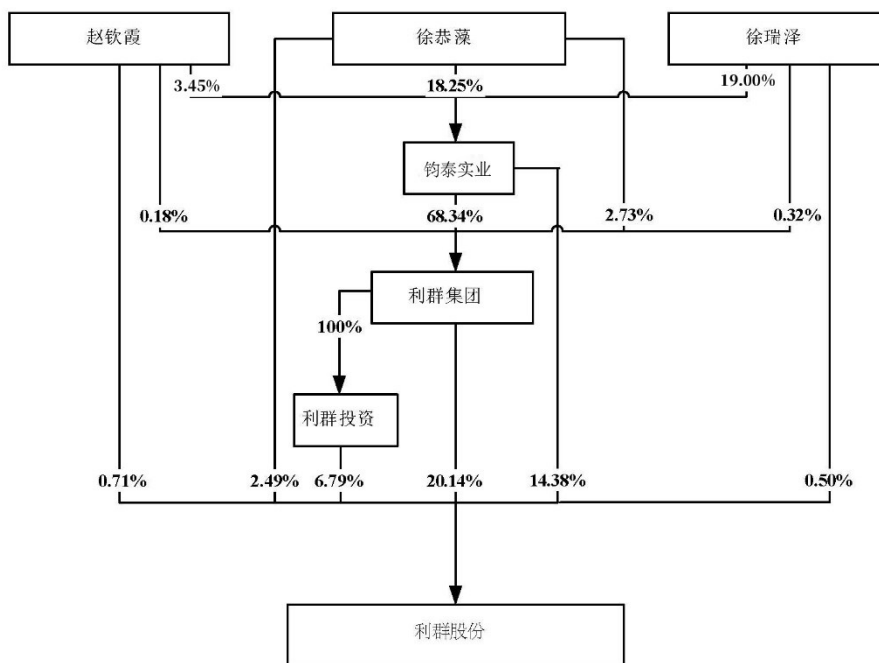 赵钦霞
徐恭藻
徐瑞泽
3.45%
18.25%
19.00%
钧泰实业
0.18%
68.34%
2.73%
0.32%
利群集团
100%
利群投资
0.71%
2.49%
6.79%
20.14%
14.38%
0.50%
利群股份